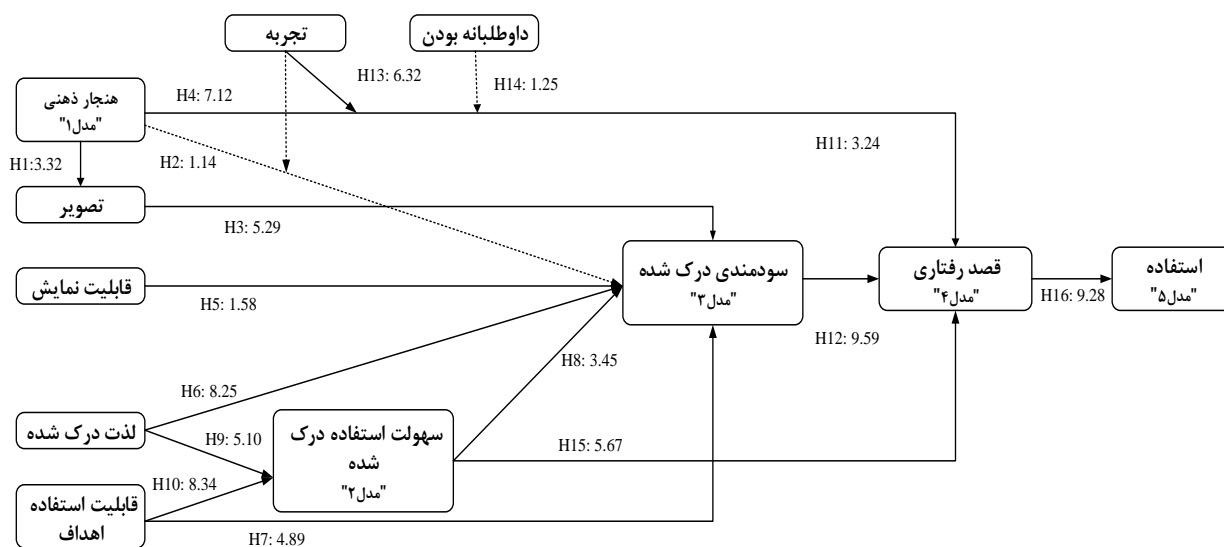 تجربه
داوطلبانه بودن
H13: 6.32
H14: 1.25
هنجار ذهنی
"مدل۱"
H4: 7.12
H11: 3.24
H1:3.32
H2: 1.14
تصویر
H3: 5.29
سودمندی درک شده
"مدل۳"
قصد رفتاری
"مدل۴"
استفاده
"مدل۵"
قابلیت نمایش
H5: 1.58
H16: 9.28
H12: 9.59
H8: 3.45
H6: 8.25
لذت درک شده
H9: 5.10
سهولت استفاده درک
شده
"مدل۲"
H15: 5.67
H10: 8.34
قابلیت استفاده
اهداف
H7: 4.89